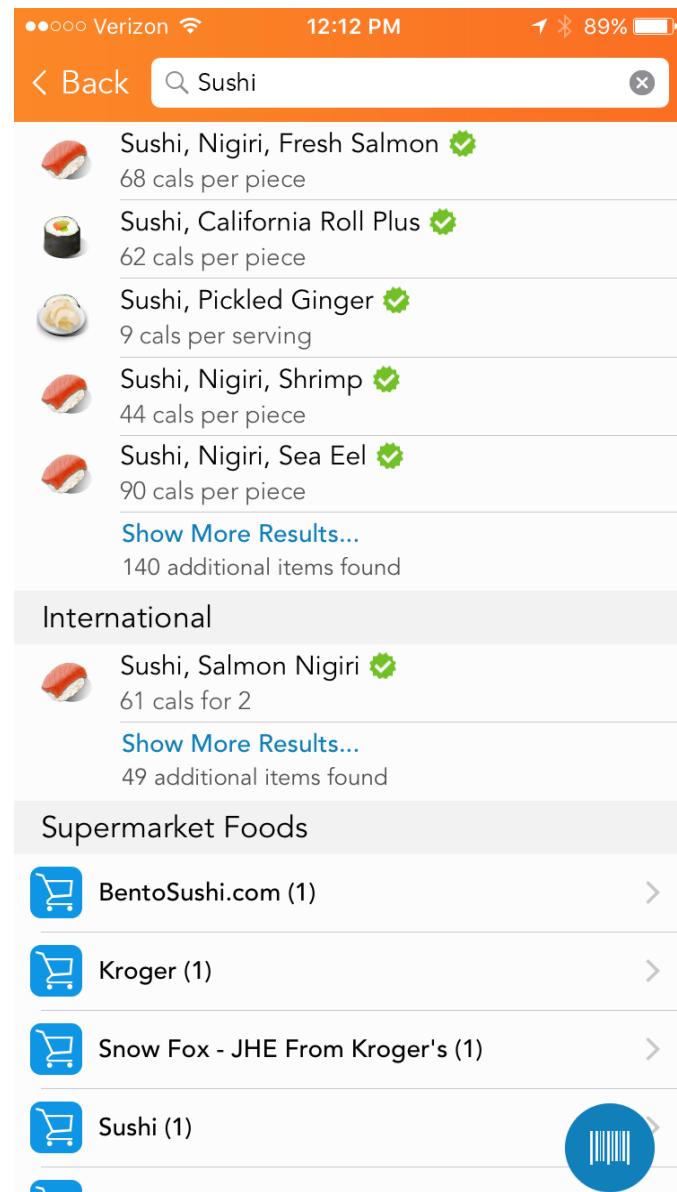 Verizon 12:12 PM 89%
Back Sushi
Sushi, Nigiri, Fresh Salmon
68 cals per piece
Sushi, California Roll Plus
62 cals per piece
Sushi, Pickled Ginger
9 cals per serving
Sushi, Nigiri, Shrimp
44 cals per piece
Sushi, Nigiri, Sea Eel
90 cals per piece
Show More Results...
140 additional items found
International
Sushi, Salmon Nigiri
61 cals for 2
Show More Results...
49 additional items found
Supermarket Foods
BentoSushi.com (1)
Kroger (1)
Snow Fox - JHE From Kroger's (1)
Sushi (1)